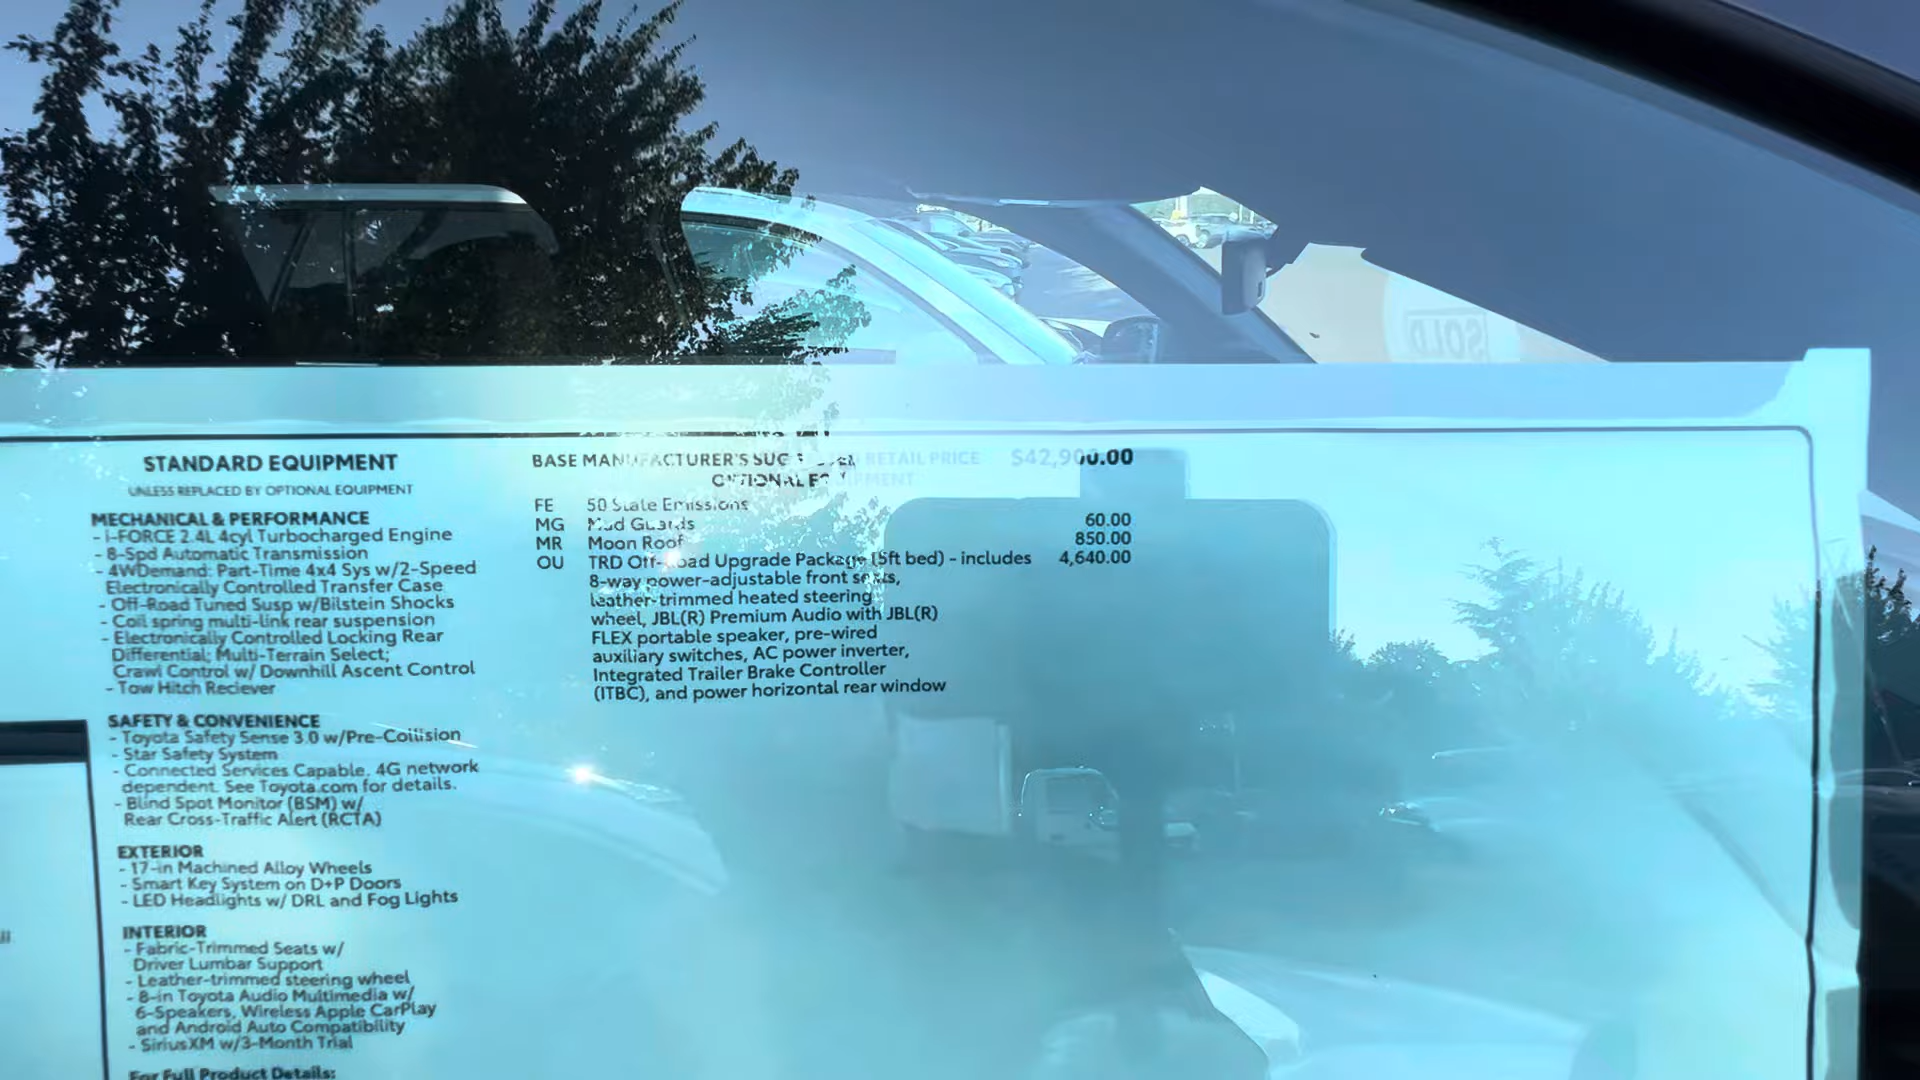 SOLD
STANDARD EQUIPMENT
UNLESS REPLACED BY OPTIONAL EQUIPMENT
MECHANICAL & PERFORMANCE
- i-FORCE 2.4L 4cyl Turbocharged Engine
- 8-Spd Automatic Transmission
- 4WDemand: Part-Time 4x4 Sys w/2-Speed
Electronically Controlled Transfer Case
- Off-Road Tuned Susp w/Bilstein Shocks
- Coil spring multi-link rear suspension
- Electronically Controlled Locking Rear
Differential; Multi-Terrain Select;
Crawl Control w/ Downhill Ascent Control
- Tow Hitch Reciever
SAFETY & CONVENIENCE
- Toyota Safety Sense 3.0 w/Pre-Collision
- Star Safety System
- Connected Services Capable. 4G network
dependent. See Toyota.com for details.
- Blind Spot Monitor (BSM) w/
Rear Cross-Traffic Alert (RCTA)
EXTERIOR
- 17-in Machined Alloy Wheels
- Smart Key System on D+P Doors
- LED Headlights w/ DRL and Fog Lights
INTERIOR
- Fabric-Trimmed Seats w/
Driver Lumbar Support
- Leather-trimmed steering wheel
- 8-in Toyota Audio Multimedia w/
6-Speakers, Wireless Apple CarPlay
and Android Auto Compatibility
- SiriusXM w/3-Month Trial
For Full Product Details:
BASE MANUFACTURER'S SUGGESTED RETAIL PRICE $42,900.00
OPTIONAL EQUIPMENT
FE 50 State Emissions
MG Mud Guards 60.00
MR Moon Roof 850.00
OU TRD Off-Road Upgrade Package (5ft bed) - includes 4,640.00
8-way power-adjustable front seats,
leather-trimmed heated steering
wheel, JBL(R) Premium Audio with JBL(R)
FLEX portable speaker, pre-wired
auxiliary switches, AC power inverter,
Integrated Trailer Brake Controller
(ITBC), and power horizontal rear window